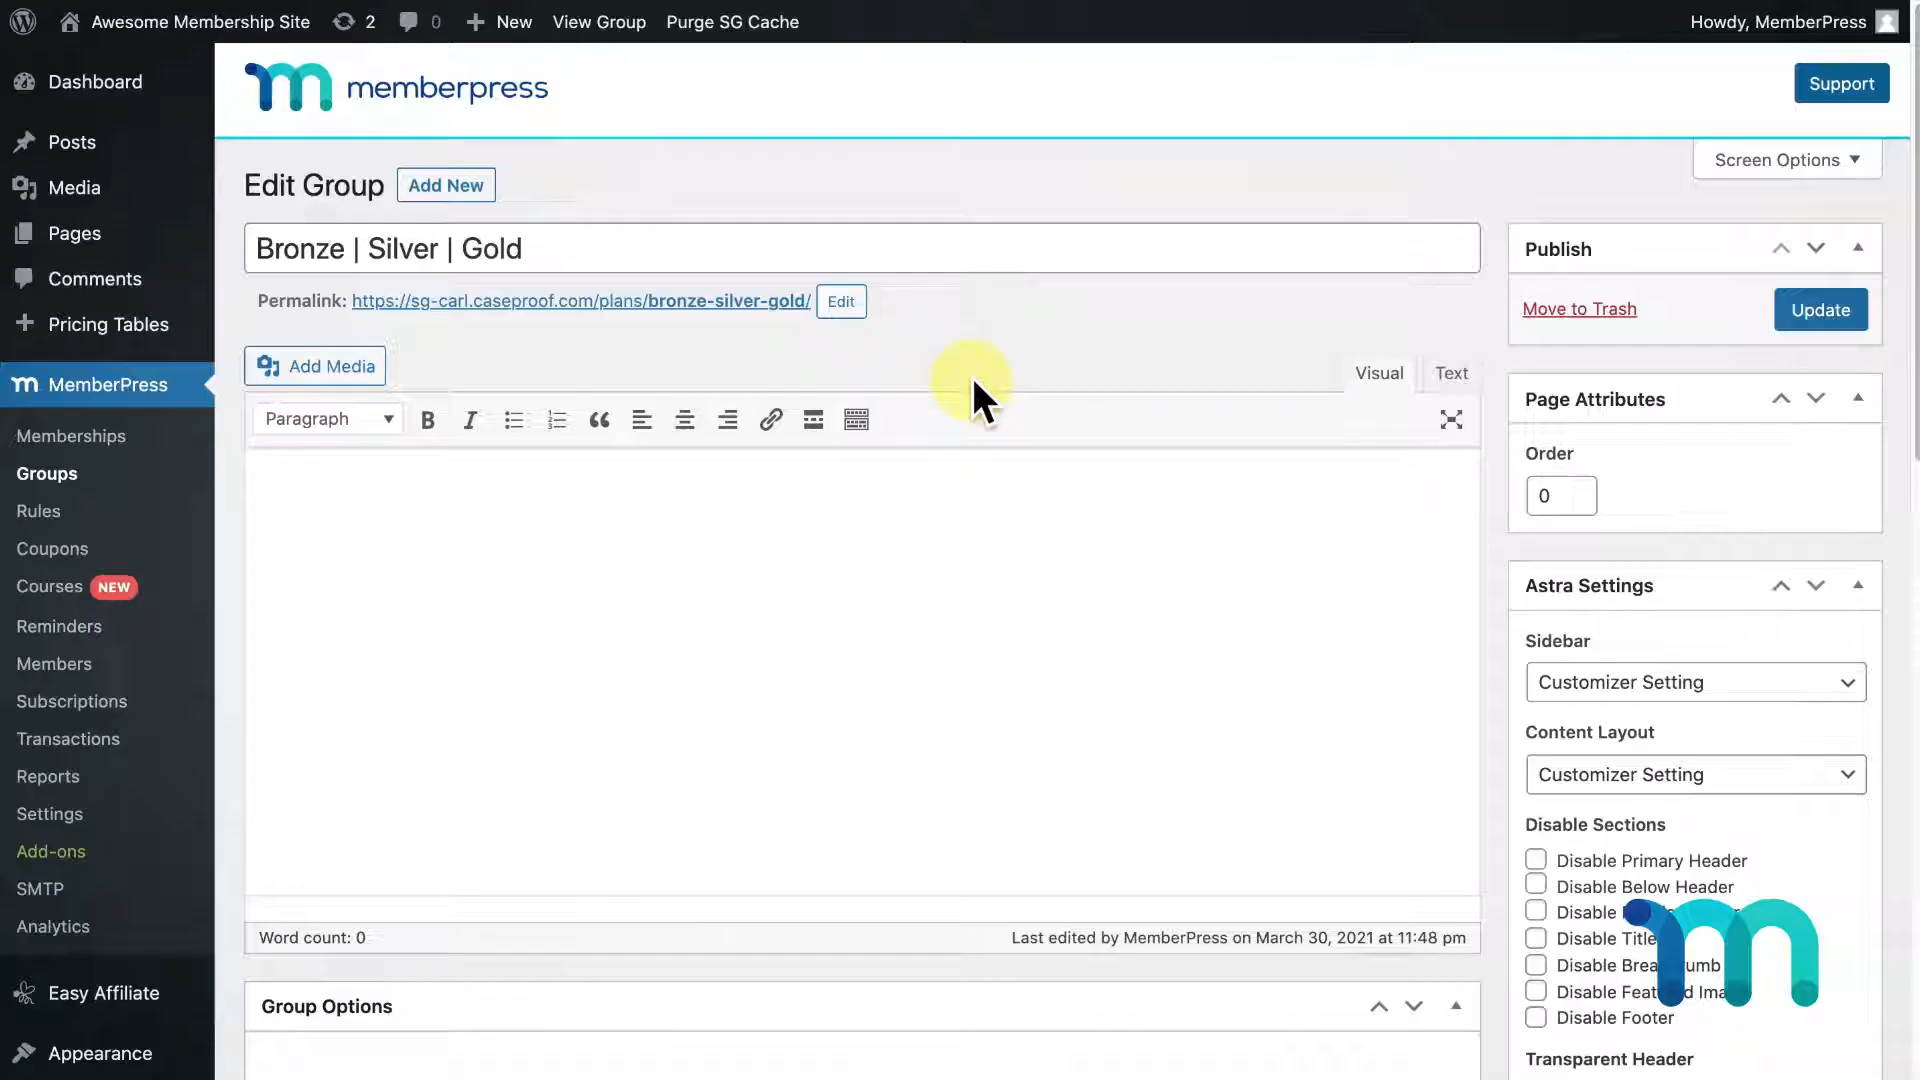 Awesome Membership Site
2
0
New
View Group
Purge SG Cache
Howdy, MemberPress
Dashboard
Posts
Media
Pages
Comments
Pricing Tables
MemberPress
Memberships
Groups
Rules
Coupons
Courses NEW
Reminders
Members
Subscriptions
Transactions
Reports
Settings
Add-ons
SMTP
Analytics
Easy Affiliate
Appearance
memberpress
Support
Screen Options
Edit Group
Add New
Bronze | Silver | Gold
Permalink: https://sg-carl.caseproof.com/plans/bronze-silver-gold/ Edit
Add Media
Visual
Text
Paragraph
Word count: 0
Last edited by MemberPress on March 30, 2021 at 11:48 pm
Group Options
Publish
Move to Trash
Update
Page Attributes
Order
0
Astra Settings
Sidebar
Customizer Setting
Content Layout
Customizer Setting
Disable Sections
Disable Primary Header
Disable Below Header
Disable
Disable Title
Disable
Disable
Disable Footer
Transparent Header